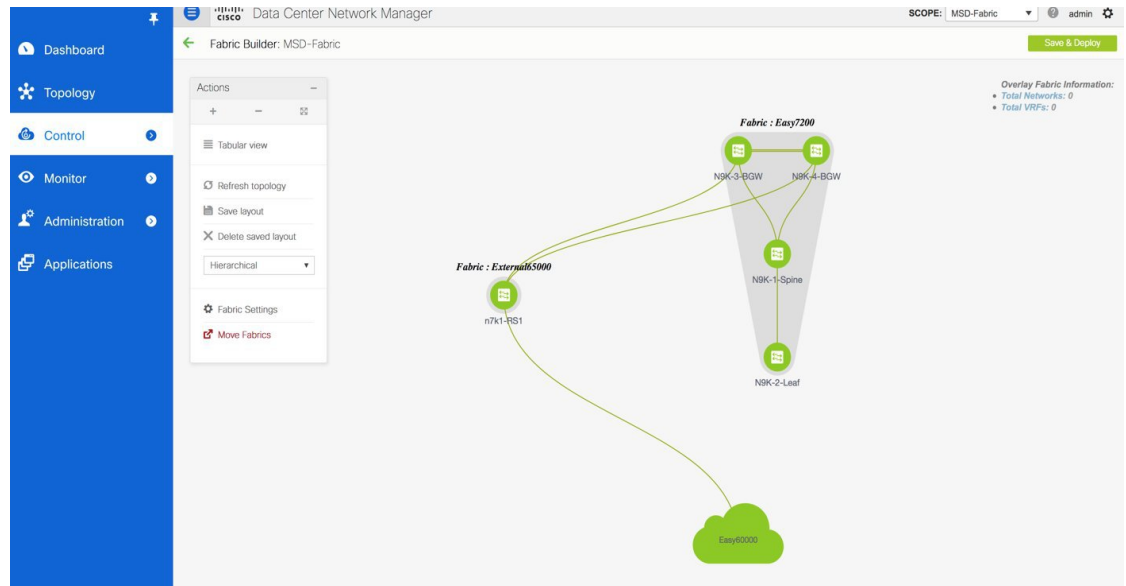 cisco Data Center Network Manager
SCOPE: MSD-Fabric admin
Fabric Builder: MSD-Fabric
Save & Deploy
Dashboard
Topology
Control
Monitor
Administration
Applications
Actions
Tabular view
Refresh topology
Save layout
Delete saved layout
Hierarchical
Fabric Settings
Move Fabrics
Overlay Fabric Information:
Total Networks: 0
Total VRFs: 0
Fabric : Easy7200
N9K-3-BGW
N9K-4-BGW
N9K-1-Spine
N9K-2-Leaf
Fabric : External65000
n7k1-RS1
Easy60000